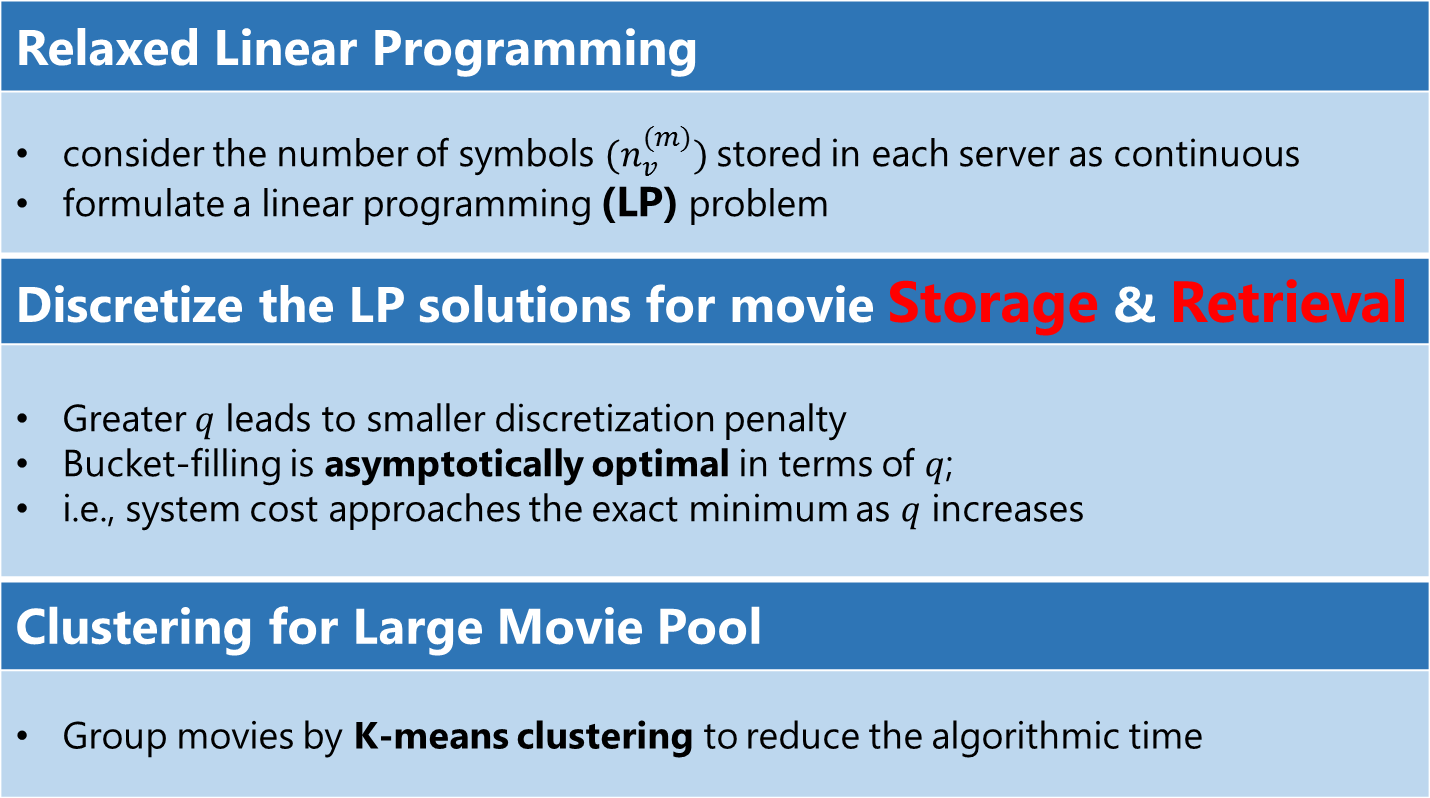 Relaxed Linear Programming
• consider the number of symbols $(n_v^{(m)})$ stored in each server as continuous
• formulate a linear programming (LP) problem
Discretize the LP solutions for movie Storage & Retrieval
• Greater $q$ leads to smaller discretization penalty
• Bucket-filling is asymptotically optimal in terms of $q$;
• i.e., system cost approaches the exact minimum as $q$ increases
Clustering for Large Movie Pool
• Group movies by K-means clustering to reduce the algorithmic time